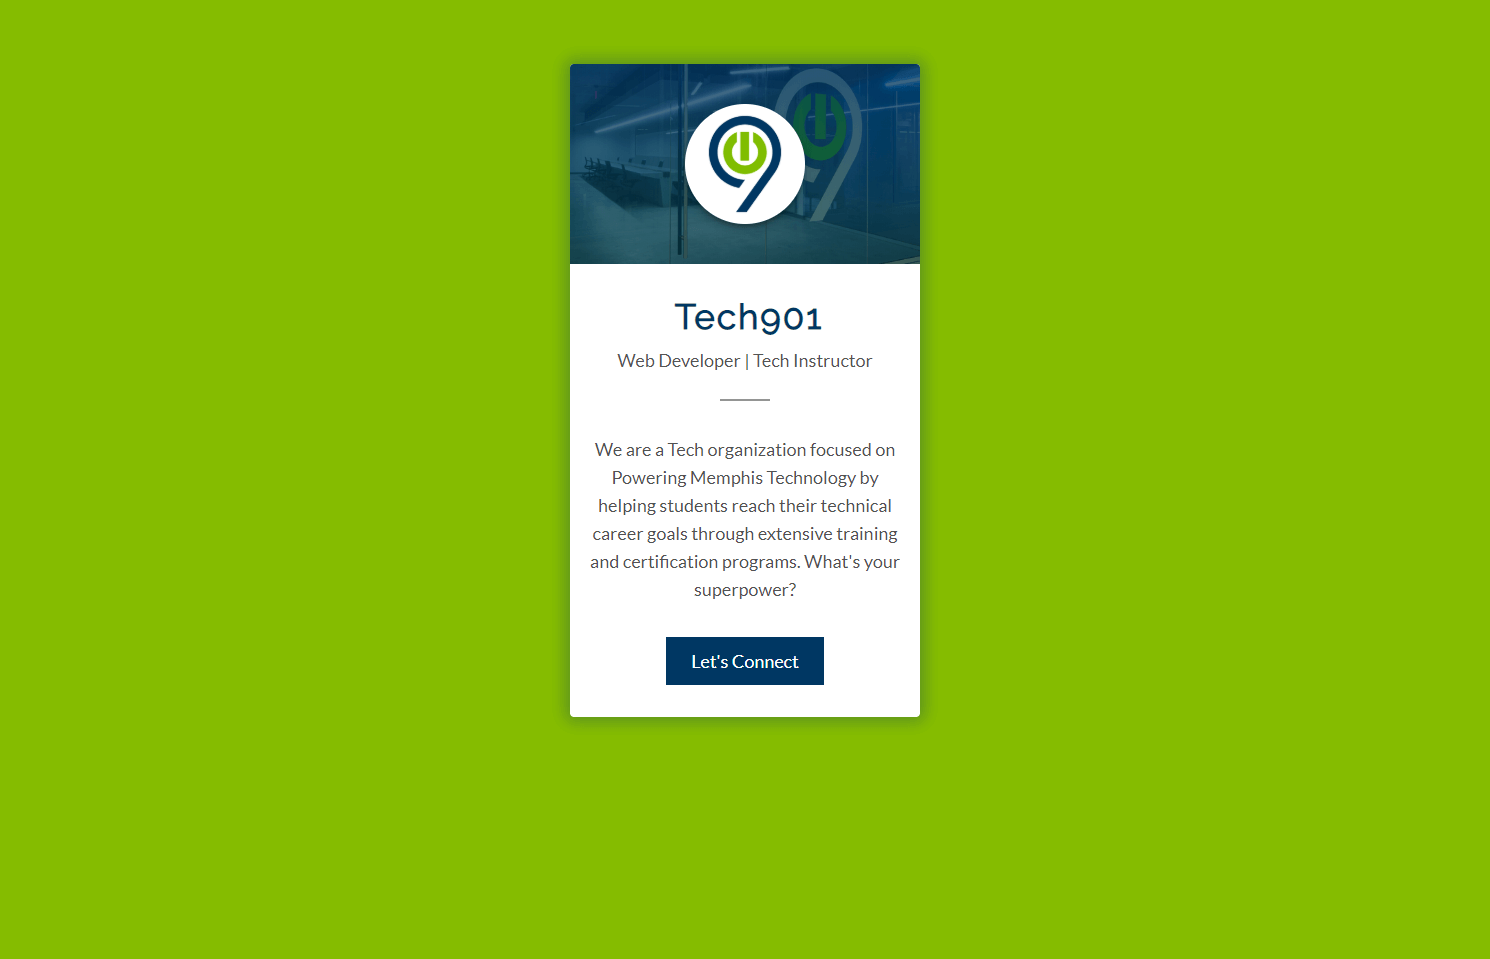 Tech901
Web Developer | Tech Instructor
We are a Tech organization focused on
Powering Memphis Technology by
helping students reach their technical
career goals through extensive training
and certification programs. What's your
superpower?
Let's Connect